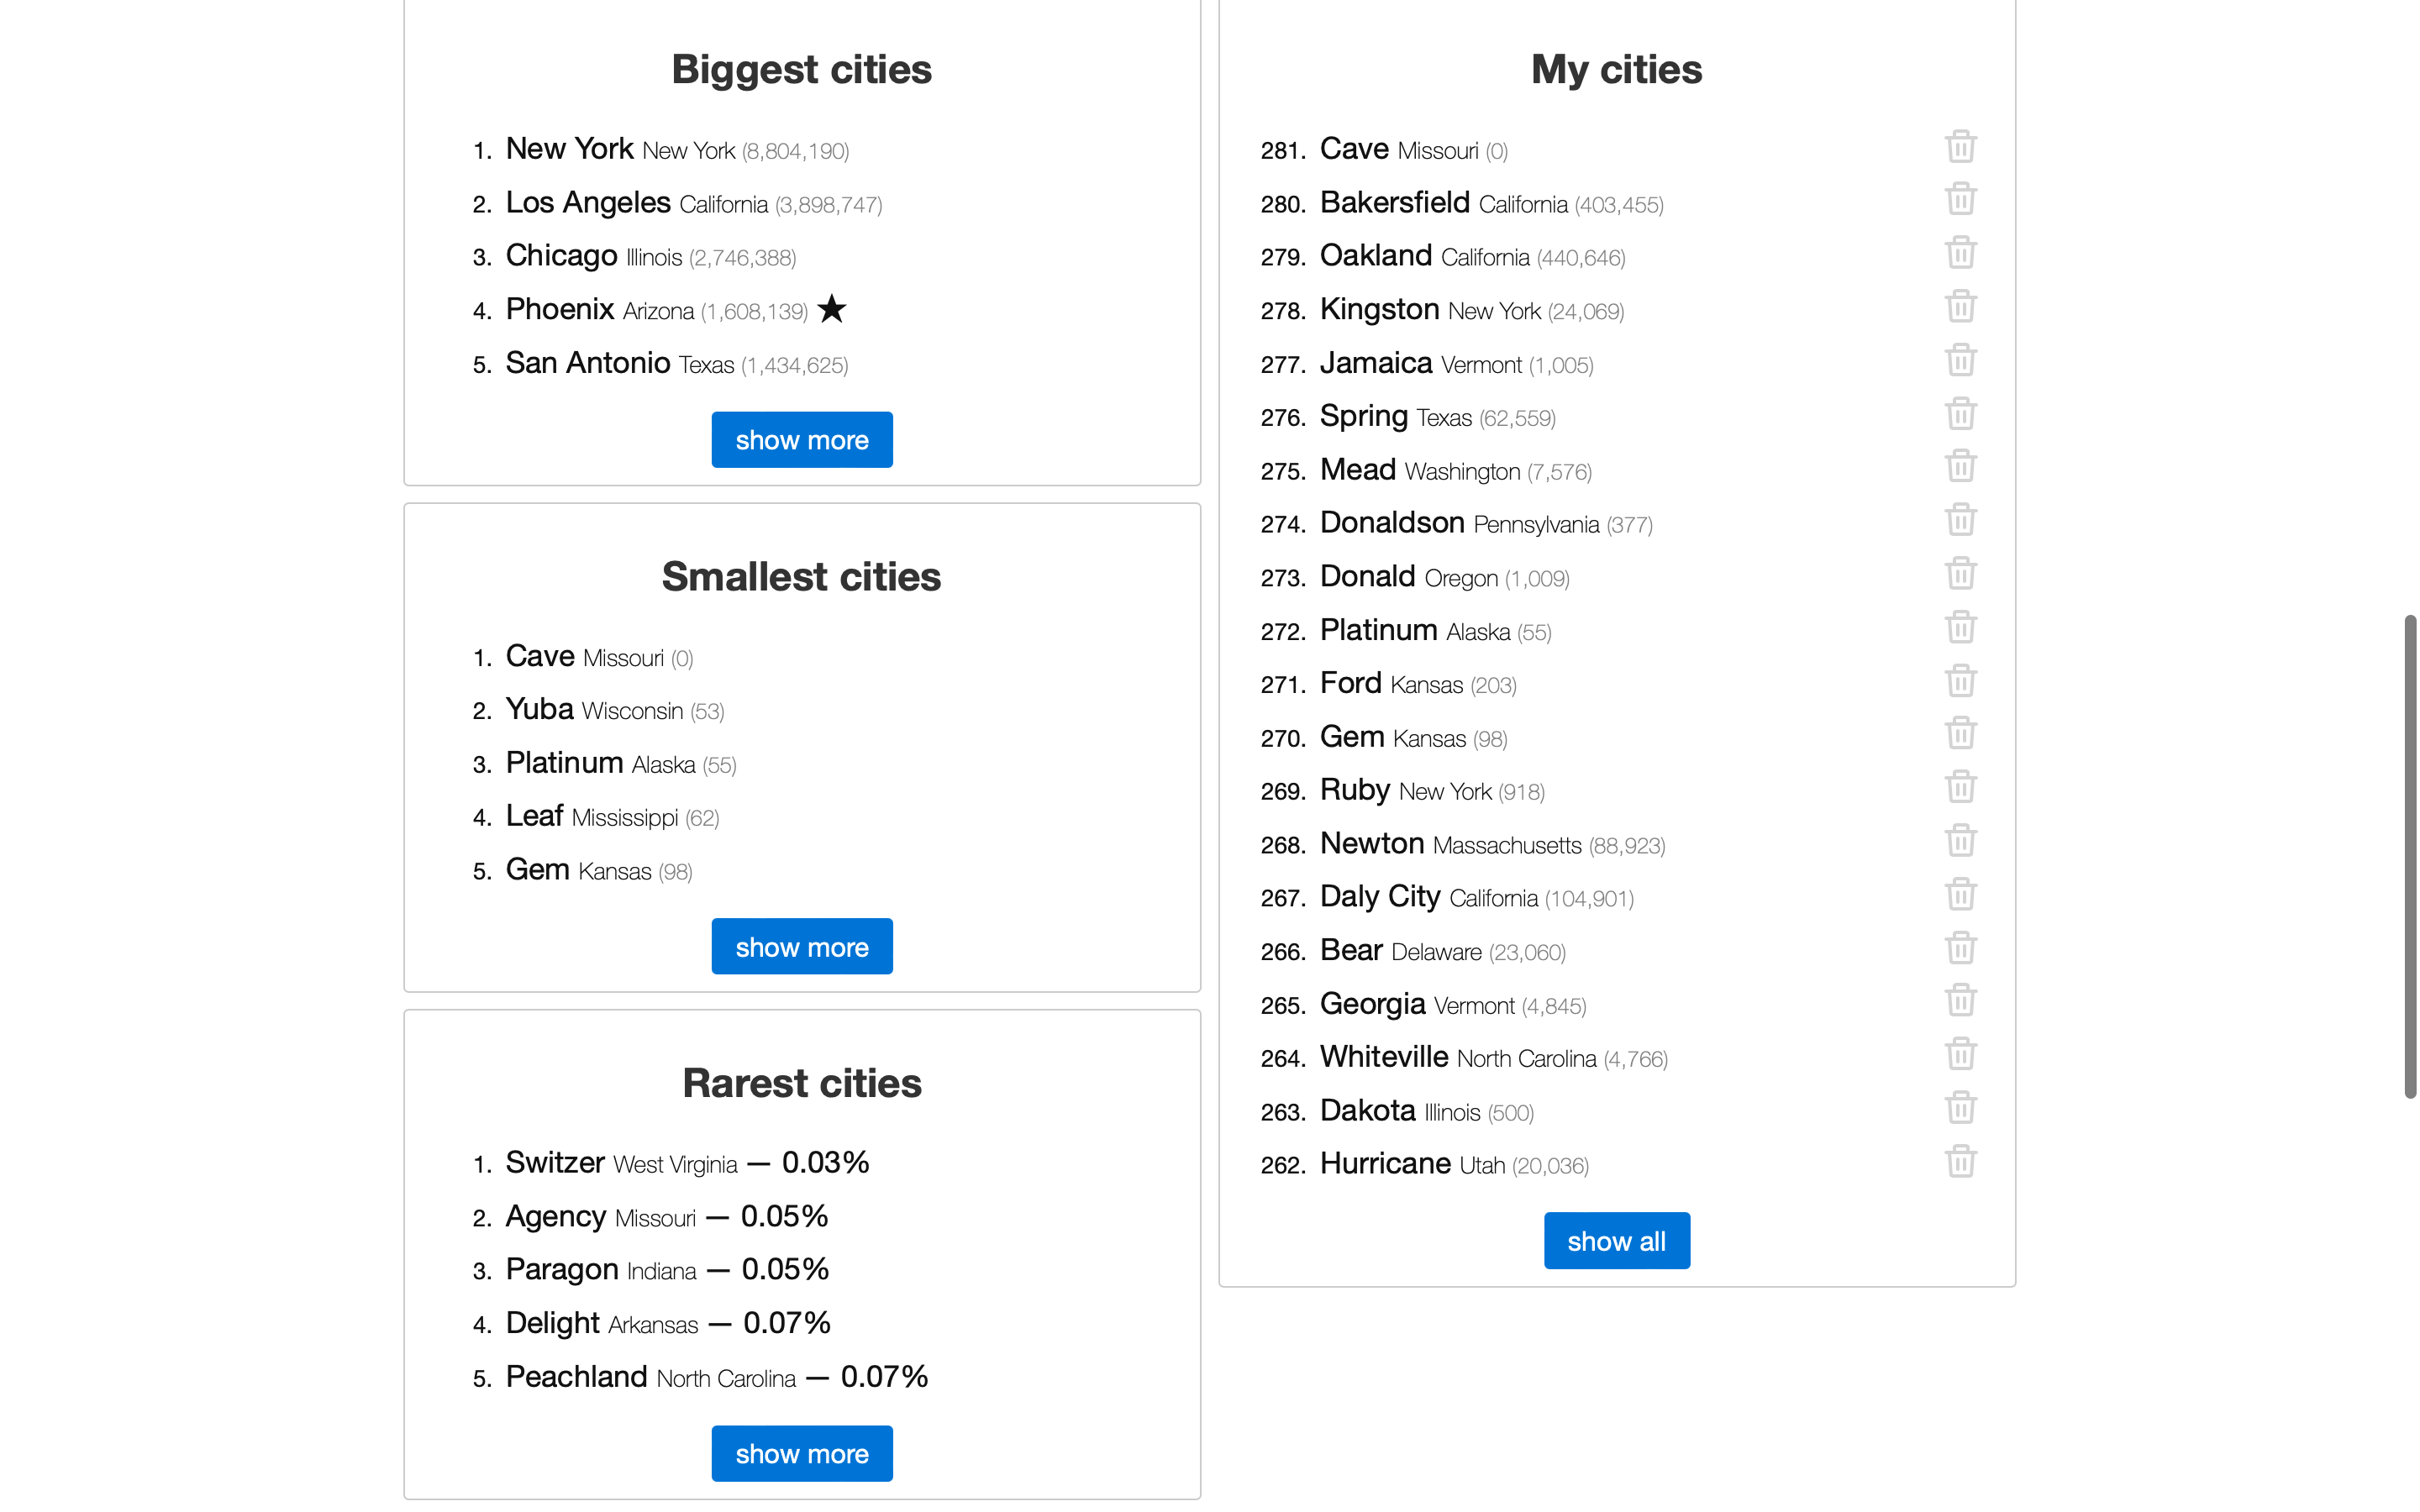 Biggest cities
1. New York New York (8,804,190)
2. Los Angeles California (3,898,747)
3. Chicago Illinois (2,746,388)
4. Phoenix Arizona (1,608,139) ★
5. San Antonio Texas (1,434,625)
show more
Smallest cities
1. Cave Missouri (0)
2. Yuba Wisconsin (53)
3. Platinum Alaska (55)
4. Leaf Mississippi (62)
5. Gem Kansas (98)
show more
Rarest cities
1. Switzer West Virginia — 0.03%
2. Agency Missouri — 0.05%
3. Paragon Indiana — 0.05%
4. Delight Arkansas — 0.07%
5. Peachland North Carolina — 0.07%
show more
My cities
281. Cave Missouri (0)
280. Bakersfield California (403,455)
279. Oakland California (440,646)
278. Kingston New York (24,069)
277. Jamaica Vermont (1,005)
276. Spring Texas (62,559)
275. Mead Washington (7,576)
274. Donaldson Pennsylvania (377)
273. Donald Oregon (1,009)
272. Platinum Alaska (55)
271. Ford Kansas (203)
270. Gem Kansas (98)
269. Ruby New York (918)
268. Newton Massachusetts (88,923)
267. Daly City California (104,901)
266. Bear Delaware (23,060)
265. Georgia Vermont (4,845)
264. Whiteville North Carolina (4,766)
263. Dakota Illinois (500)
262. Hurricane Utah (20,036)
show all